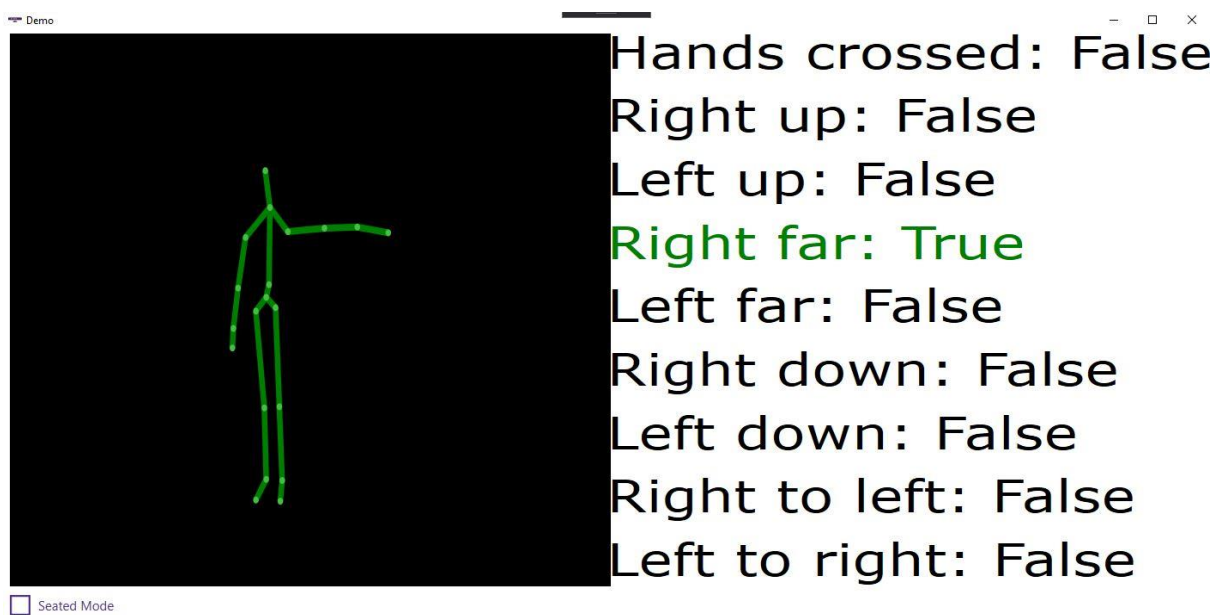 Demo
Hands crossed: False
Right up: False
Left up: False
Right far: True
Left far: False
Right down: False
Left down: False
Right to left: False
Left to right: False
Seated Mode